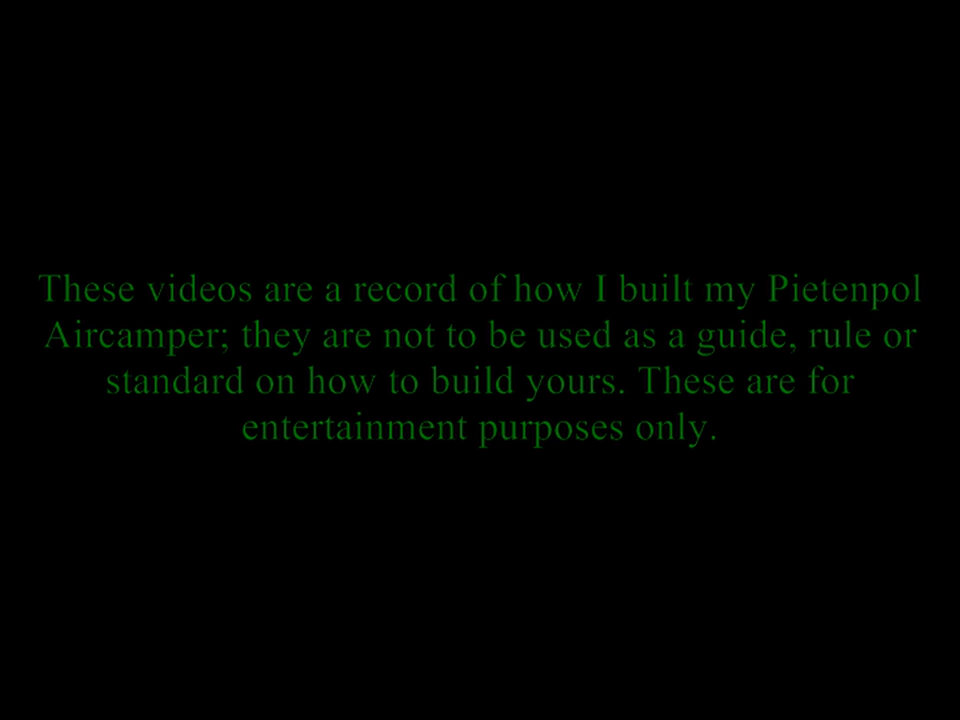 These videos are a record of how I built my Pietenpol
Aircamper; they are not to be used as a guide, rule or
standard on how to build yours. These are for
entertainment purposes only.